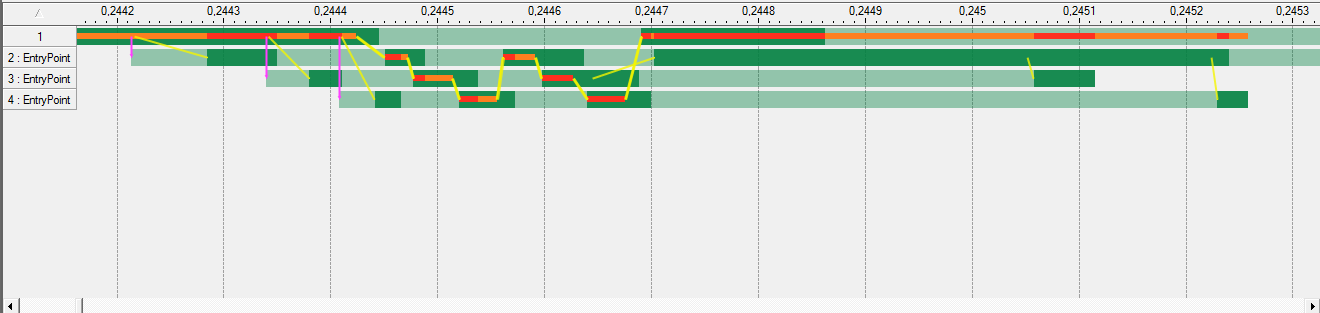 0,2442 0,2443 0,2444 0,2445 0,2446 0,2447 0,2448 0,2449 0,245 0,2451 0,2452 0,2453
1
2 : EntryPoint
3 : EntryPoint
4 : EntryPoint